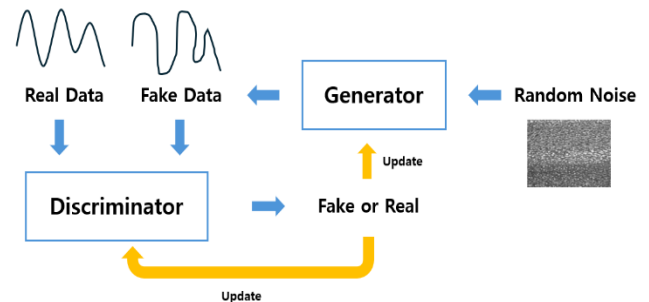 Real Data
Fake Data
Generator
Random Noise
Update
Discriminator
Fake or Real
Update